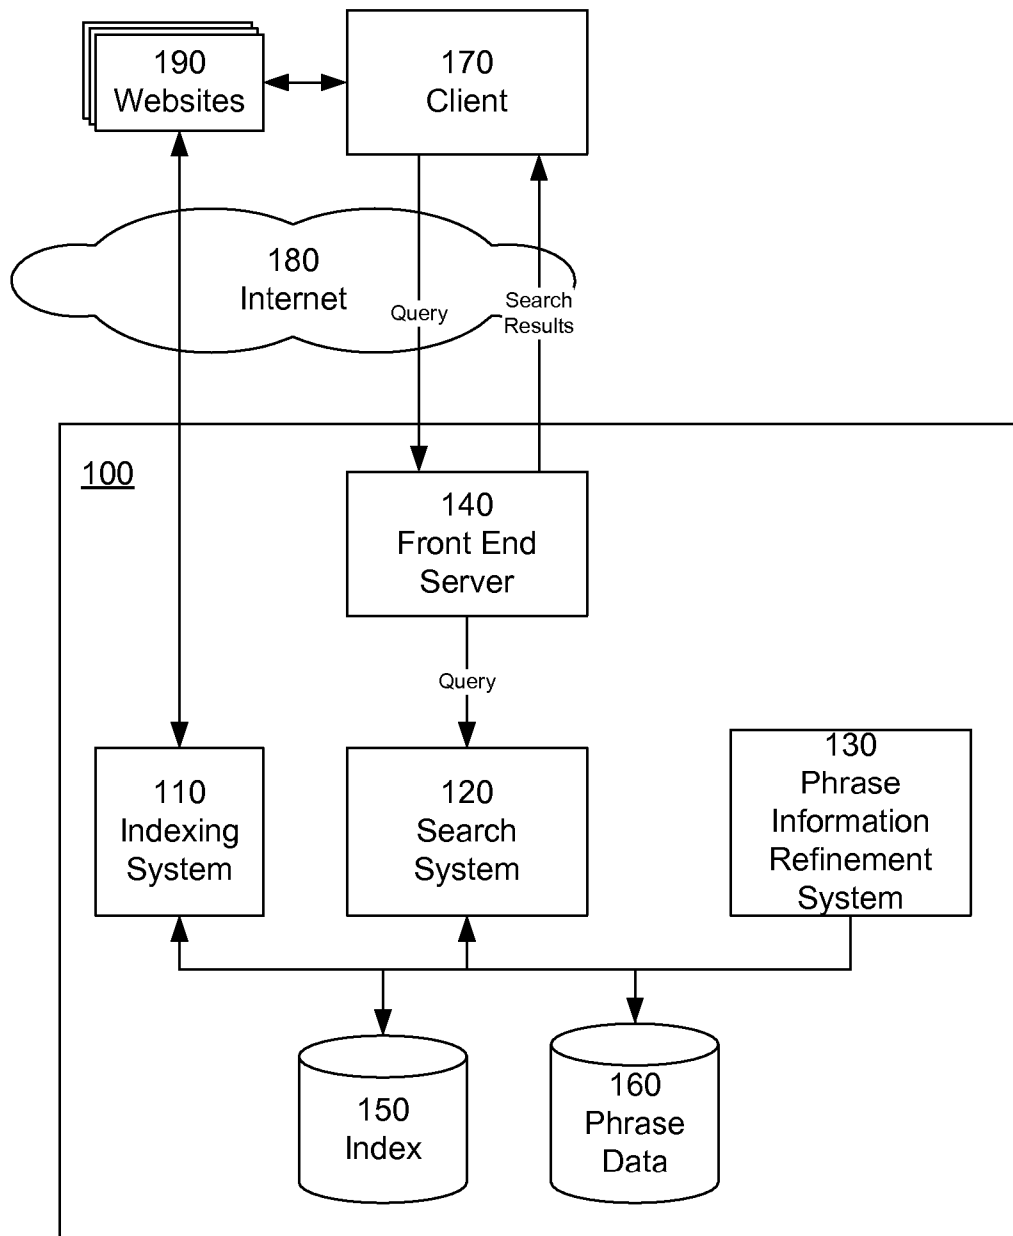 190
Websites
170
Client
180
Internet
Query
Search
Results
100
140
Front End
Server
Query
110
Indexing
System
120
Search
System
130
Phrase
Information
Refinement
System
150
Index
160
Phrase
Data